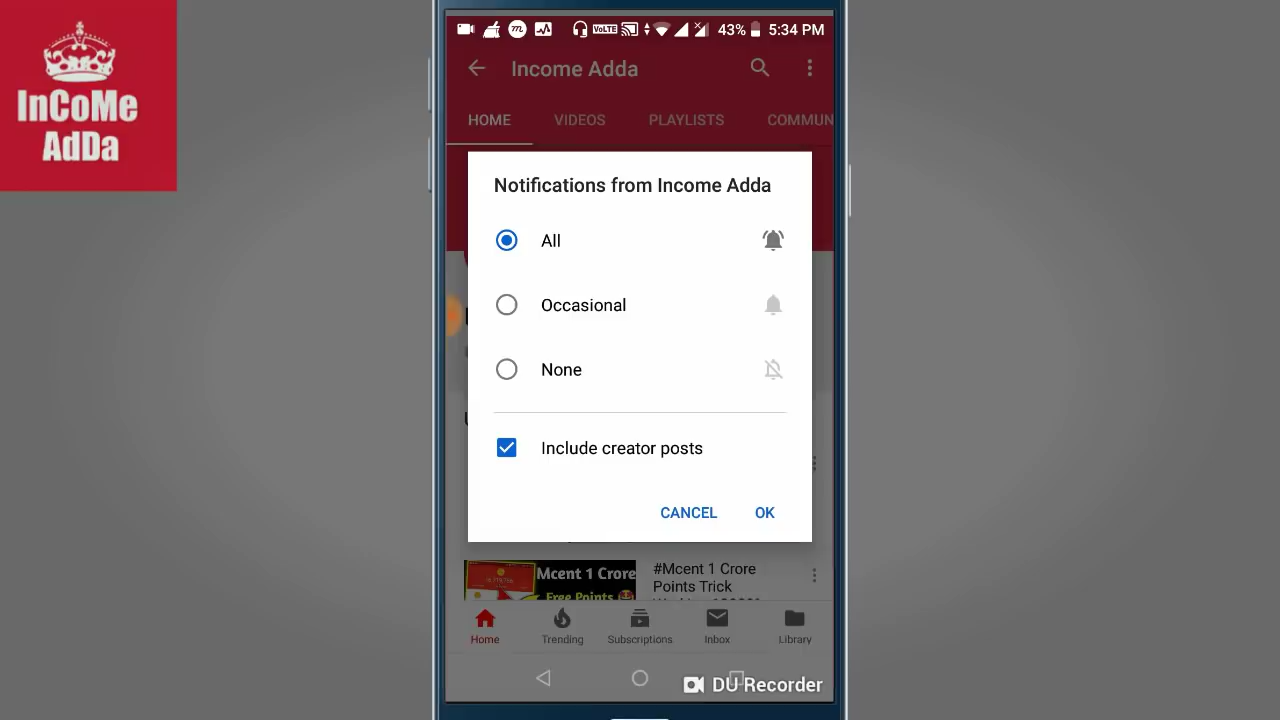 InCoMe
AdDa
VoLTE
43%
5:34 PM
Income Adda
HOME
VIDEOS
PLAYLISTS
COMMUN
Notifications from Income Adda
All
Occasional
None
Include creator posts
CANCEL
OK
Mcent 1 Crore
Free Points
#Mcent 1 Crore
Points Trick
Home
Trending
Subscriptions
Inbox
Library
DU Recorder